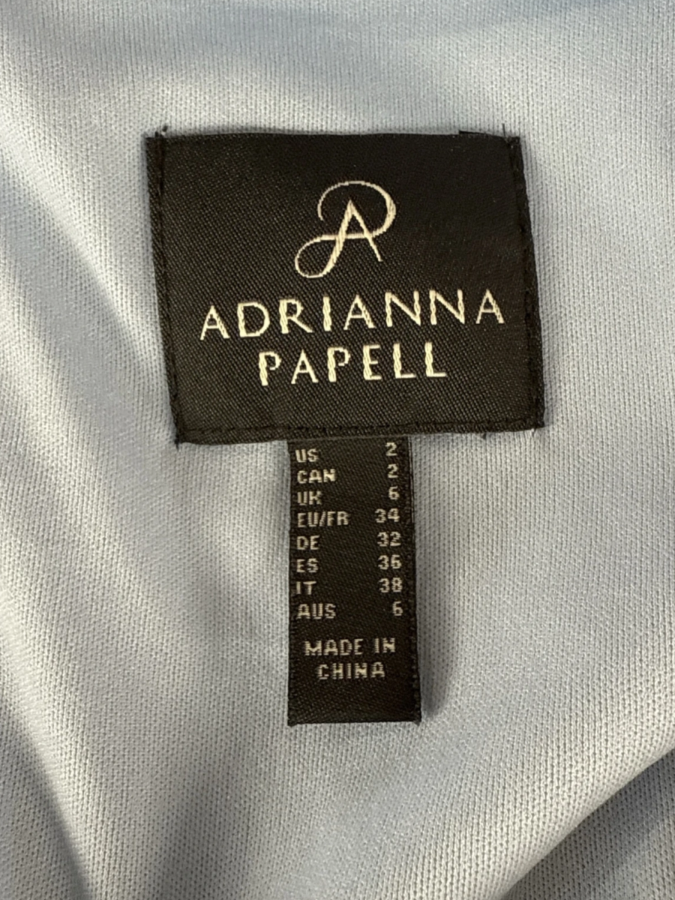 AP
ADRIANNA
PAPELL
US 2
CAN 2
UK 6
EU/FR 34
DE 32
ES 36
IT 38
AUS 6
MADE IN
CHINA